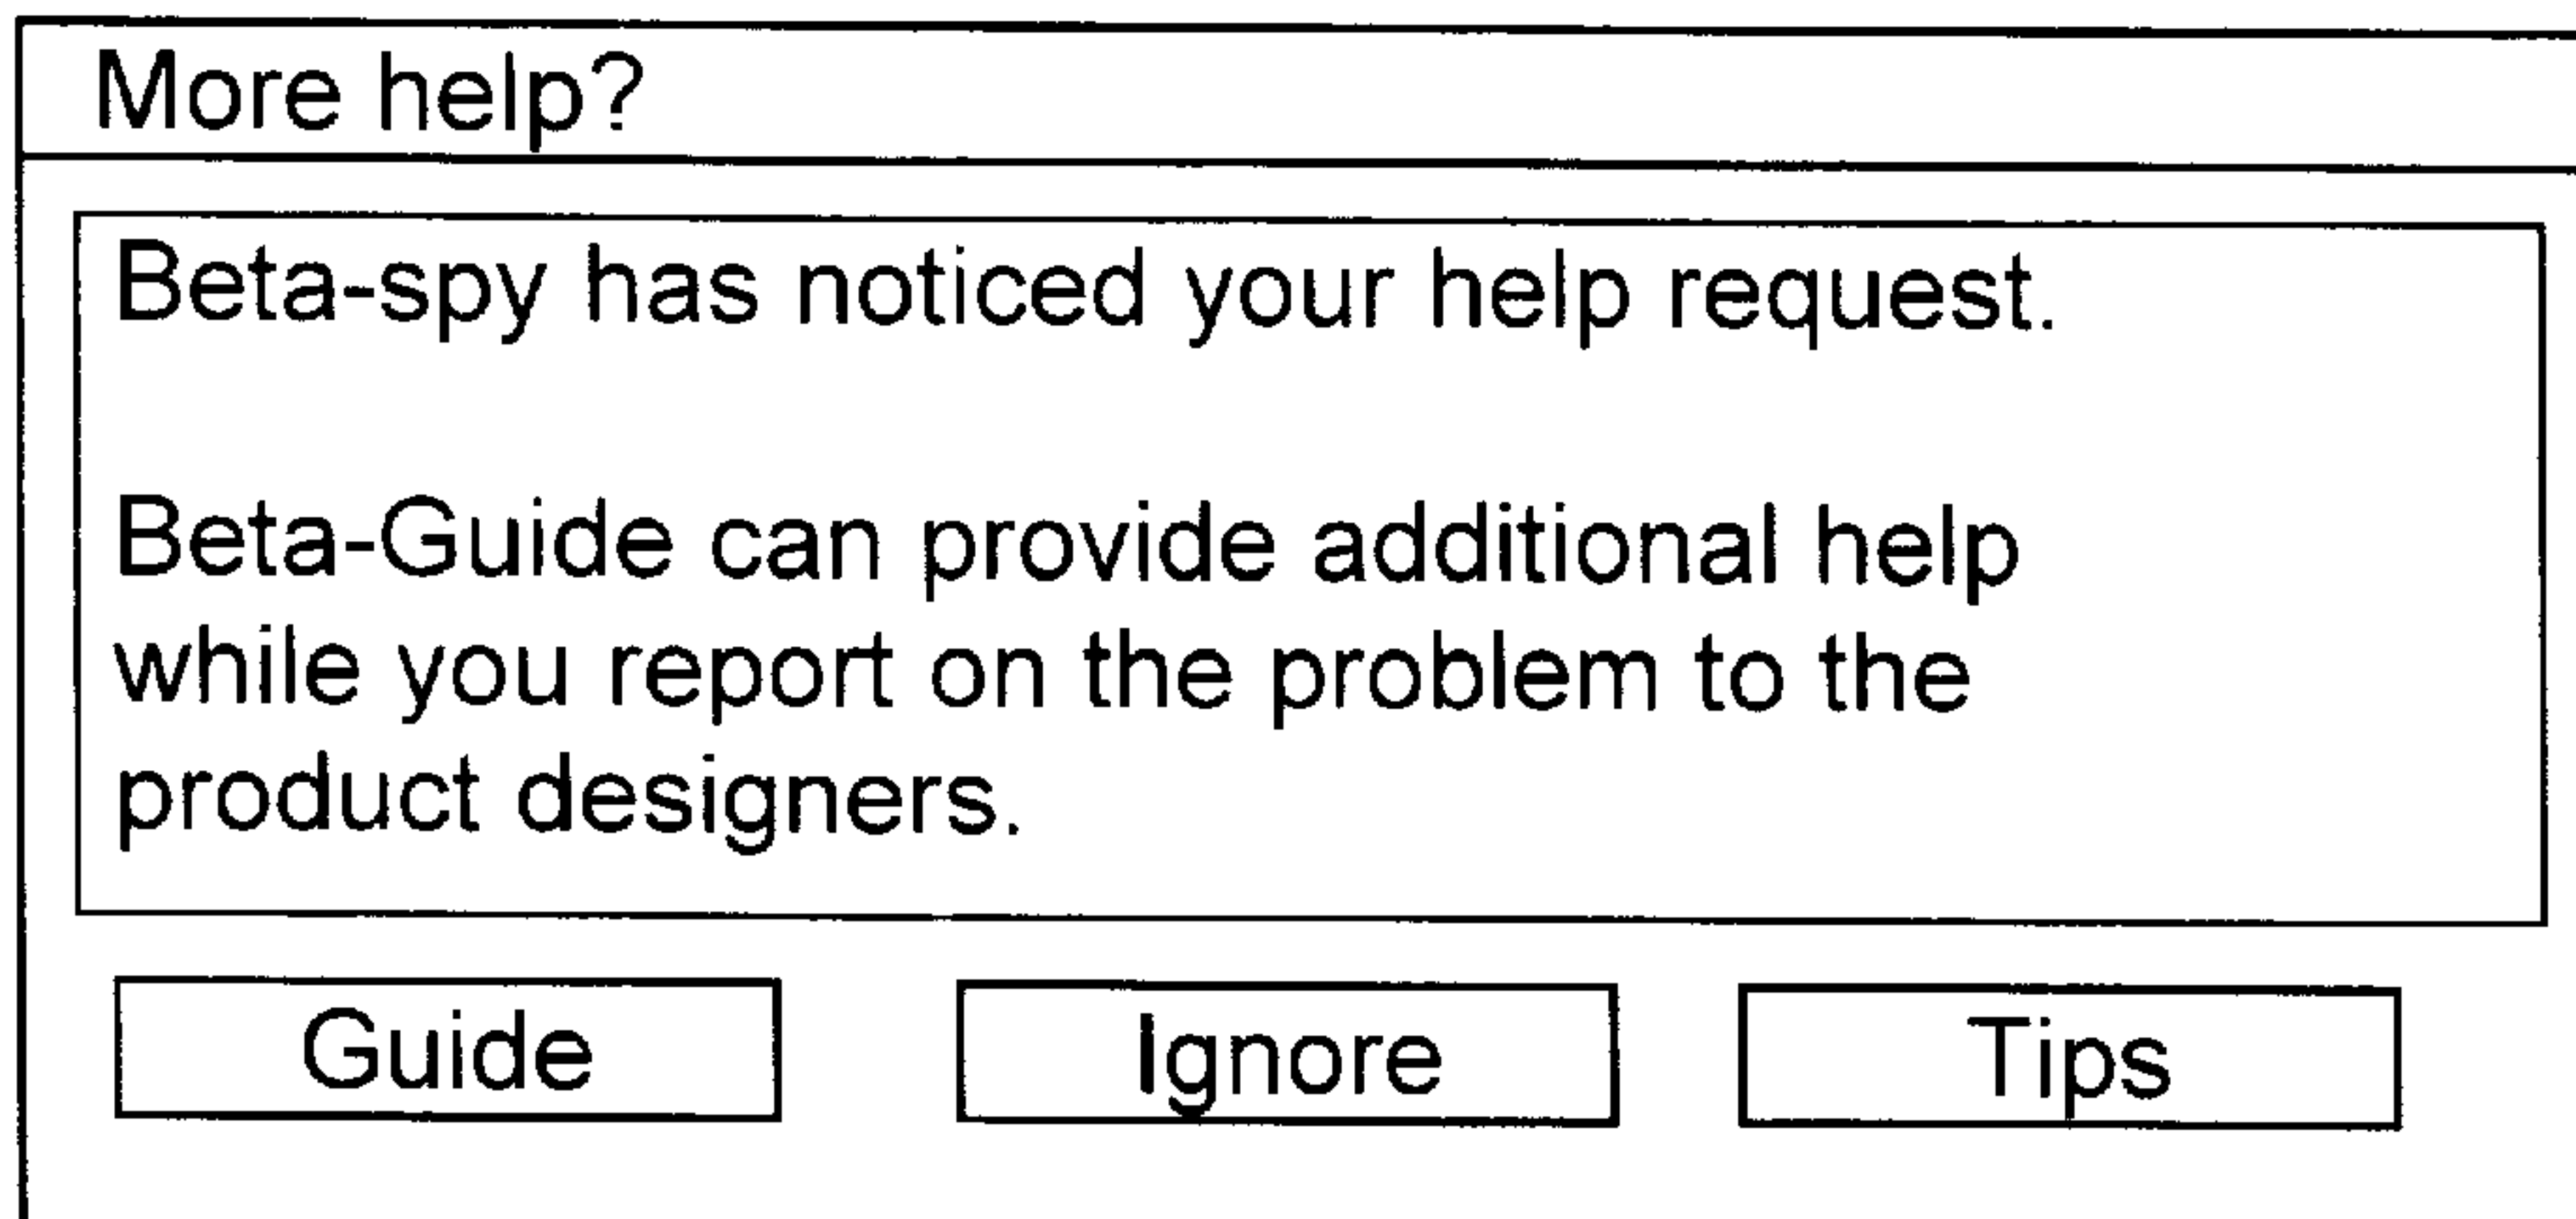 More help?
Beta-spy has noticed your help request.
Beta-Guide can provide additional help
while you report on the problem to the
product designers.
Guide
Ignore
Tips